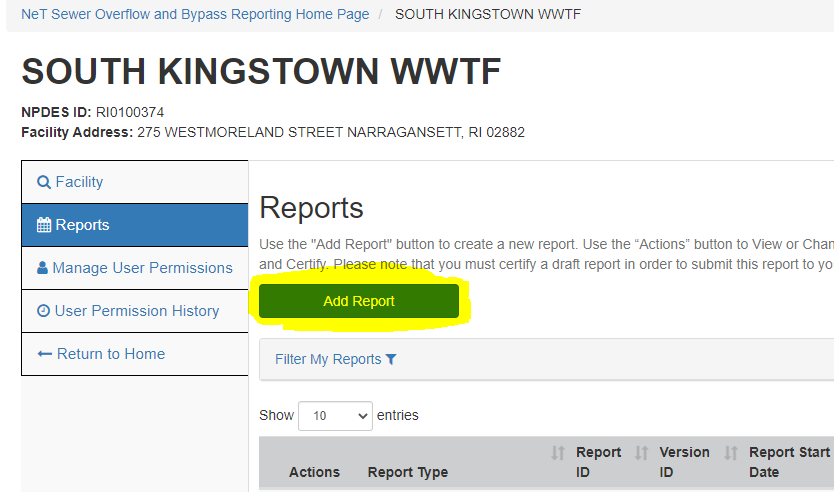 NeT Sewer Overflow and Bypass Reporting Home Page / SOUTH KINGSTOWN WWTF
SOUTH KINGSTOWN WWTF
NPDES ID: RI0100374
Facility Address: 275 WESTMORELAND STREET NARRAGANSETT, RI 02882
Facility
Reports
Manage User Permissions
User Permission History
Return to Home
Reports
Use the "Add Report" button to create a new report. Use the “Actions” button to View or Chan
and Certify. Please note that you must certify a draft report in order to submit this report to yo
Add Report
Filter My Reports
Show 10 entries
Actions Report Type Report ID Version ID Report Start Date